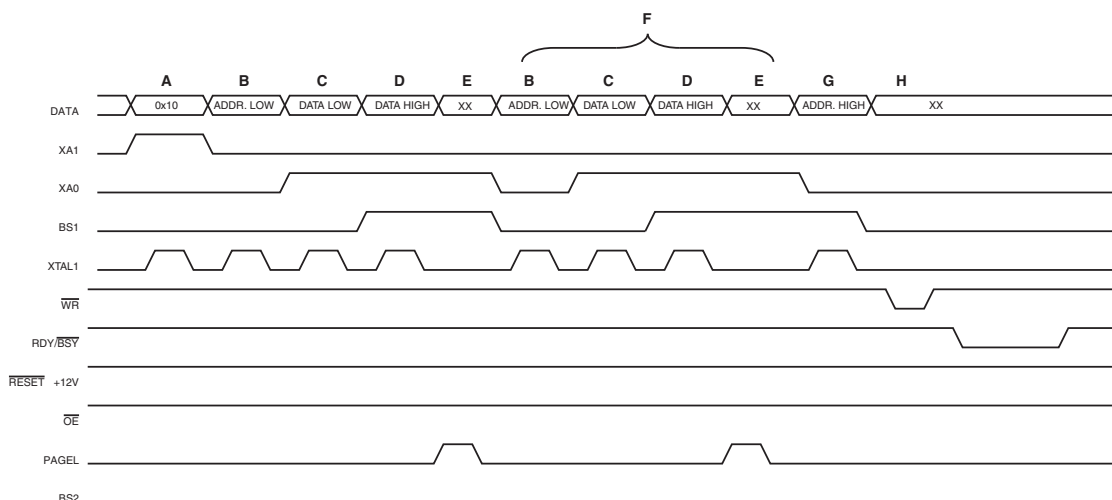 F
A B C D E B C D E G H
DATA 0x10 ADDR. LOW DATA LOW DATA HIGH XX ADDR. LOW DATA LOW DATA HIGH XX ADDR. HIGH XX
XA1
XA0
BS1
XTAL1
WR
RDY/BSY
RESET +12V
OE
PAGEL
BS2